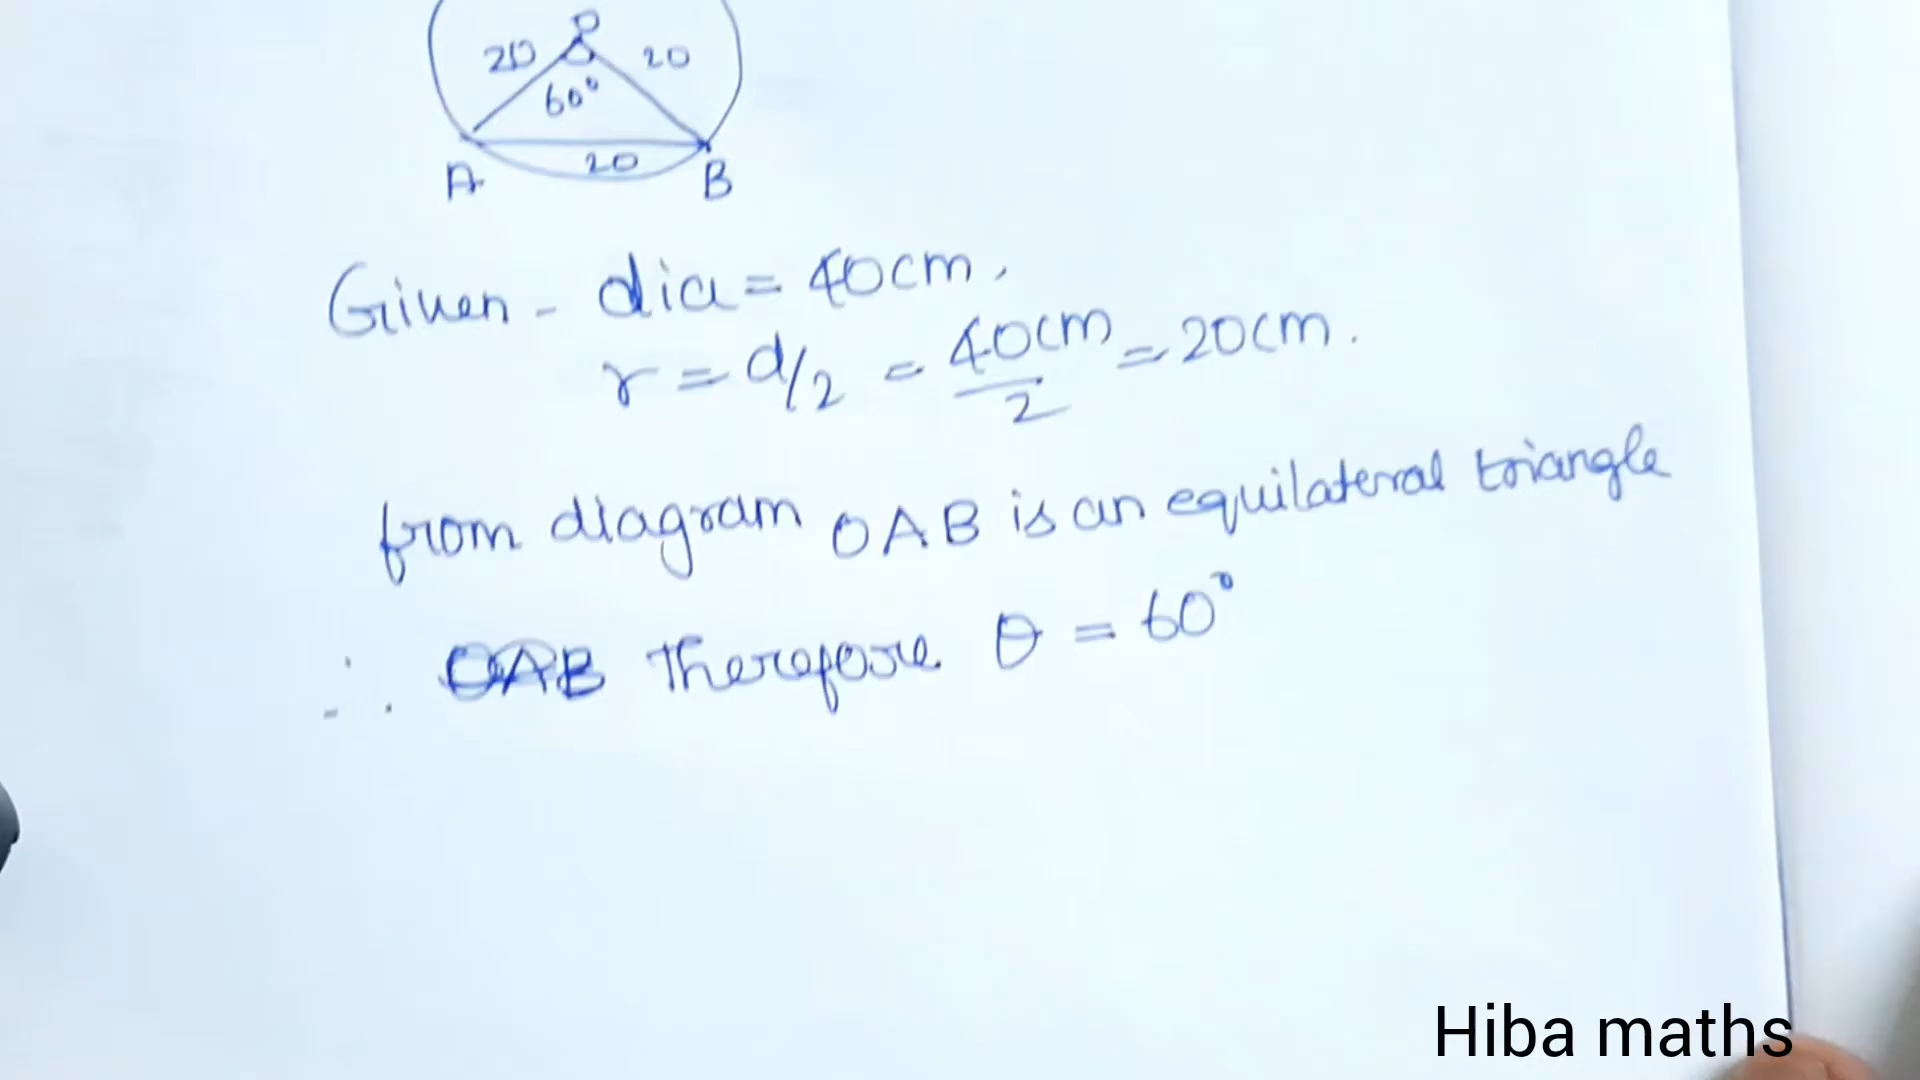 O
20
20
60°
20
A
B
Given - dia = 40cm.
r = d/2 = 40cm/2 = 20cm.
from diagram OAB is an equilateral triangle
∴ OAB Therefore θ = 60°
Hiba maths